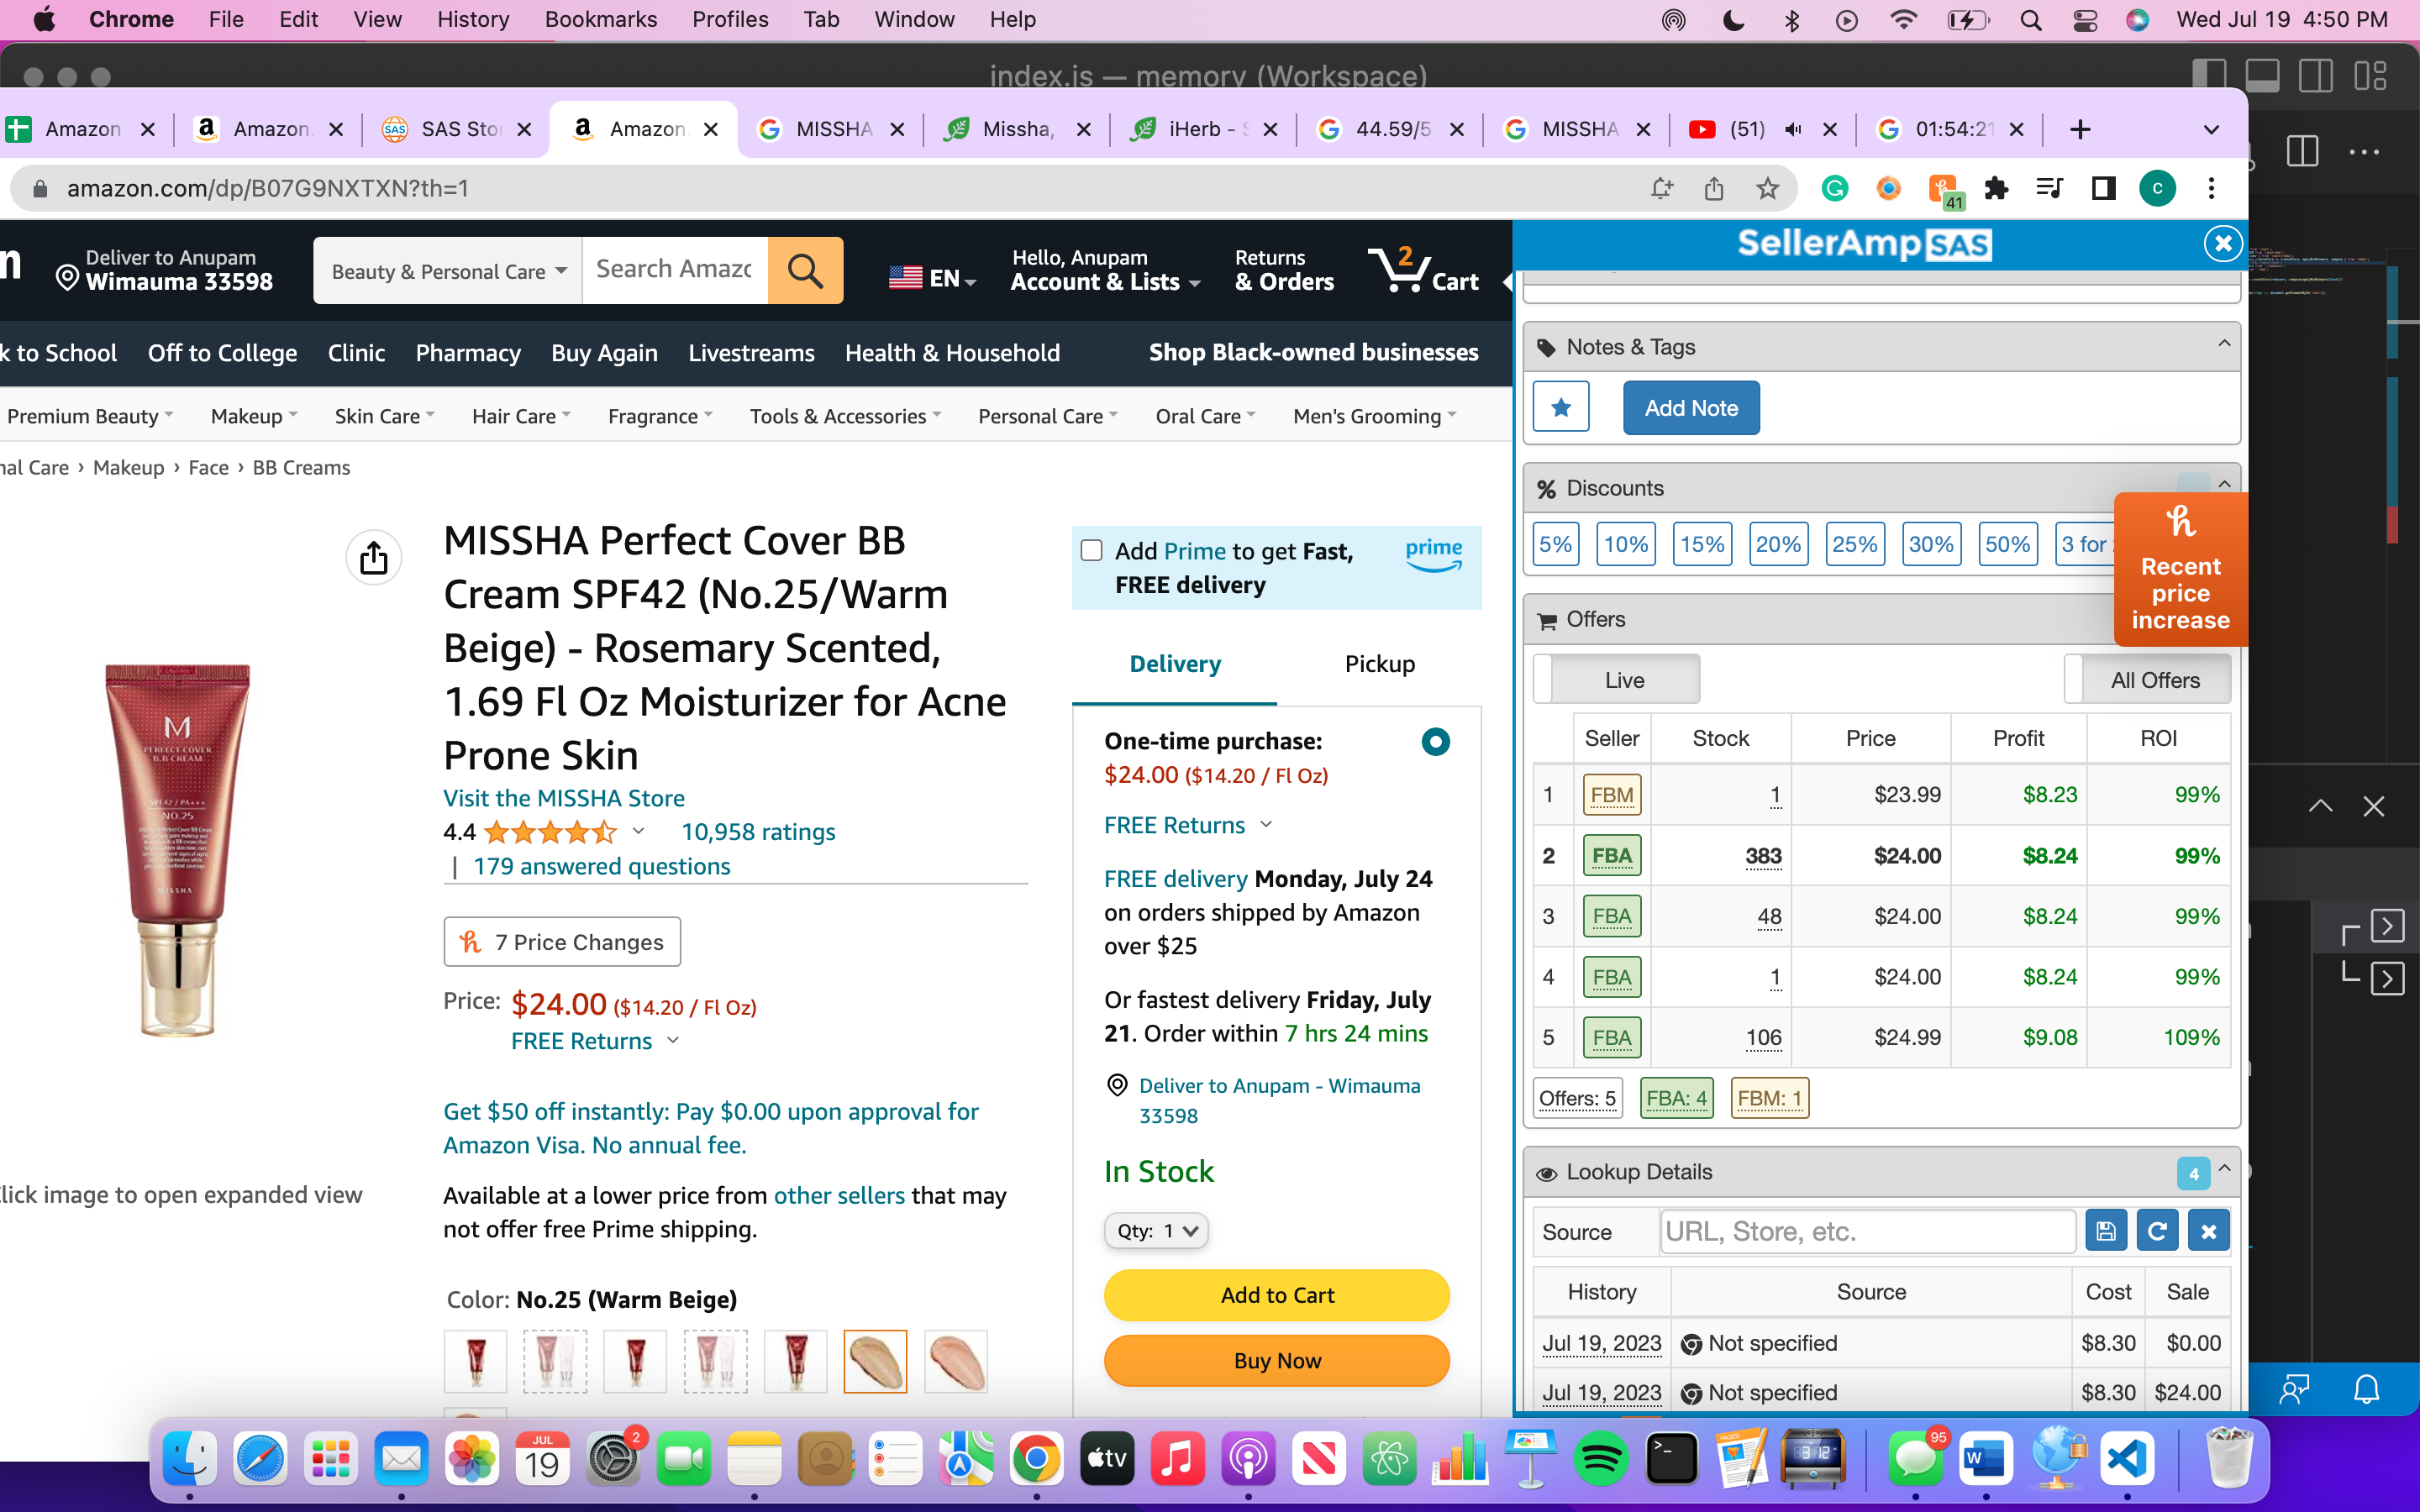 Chrome File Edit View History Bookmarks Profiles Tab Window Help Wed Jul 19 4:50 PM
index.js — memory (Workspace)
Amazon Amazon SAS Sto Amazon MISSHA Missha, iHerb - S 44.59/5 MISSHA (51) 01:54:21
amazon.com/dp/B07G9NXTXN?th=1
41
c
n
Deliver to Anupam
Wimauma 33598
Beauty & Personal Care
Search Amazo
EN
Hello, Anupam
Account & Lists
Returns
& Orders
2
Cart
k to School Off to College Clinic Pharmacy Buy Again Livestreams Health & Household Shop Black-owned businesses
Premium Beauty Makeup Skin Care Hair Care Fragrance Tools & Accessories Personal Care Oral Care Men's Grooming
nal Care › Makeup › Face › BB Creams
M
PERFECT COVER
B.B CREAM
SPF42 / PA+++
NO.25
MISSHA
lick image to open expanded view
MISSHA Perfect Cover BB
Cream SPF42 (No.25/Warm
Beige) - Rosemary Scented,
1.69 Fl Oz Moisturizer for Acne
Prone Skin
Visit the MISSHA Store
4.4 10,958 ratings
| 179 answered questions
7 Price Changes
Price: $24.00 ($14.20 / Fl Oz)
FREE Returns
Get $50 off instantly: Pay $0.00 upon approval for
Amazon Visa. No annual fee.
Available at a lower price from other sellers that may
not offer free Prime shipping.
Color: No.25 (Warm Beige)
Add Prime to get Fast,
FREE delivery
prime
Delivery Pickup
One-time purchase:
$24.00 ($14.20 / Fl Oz)
FREE Returns
FREE delivery Monday, July 24
on orders shipped by Amazon
over $25
Or fastest delivery Friday, July
21. Order within 7 hrs 24 mins
Deliver to Anupam - Wimauma
33598
In Stock
Qty: 1
Add to Cart
Buy Now
SellerAmp SAS
Notes & Tags
Add Note
Discounts
5% 10% 15% 20% 25% 30% 50% 3 for
Recent
price
increase
Offers
Live All Offers
Seller Stock Price Profit ROI
1 FBM 1 $23.99 $8.23 99%
2 FBA 383 $24.00 $8.24 99%
3 FBA 48 $24.00 $8.24 99%
4 FBA 1 $24.00 $8.24 99%
5 FBA 106 $24.99 $9.08 109%
Offers: 5 FBA: 4 FBM: 1
Lookup Details 4
Source URL, Store, etc.
History Source Cost Sale
Jul 19, 2023 Not specified $8.30 $0.00
Jul 19, 2023 Not specified $8.30 $24.00
JUL
19
2
tv
PAGES
95
W